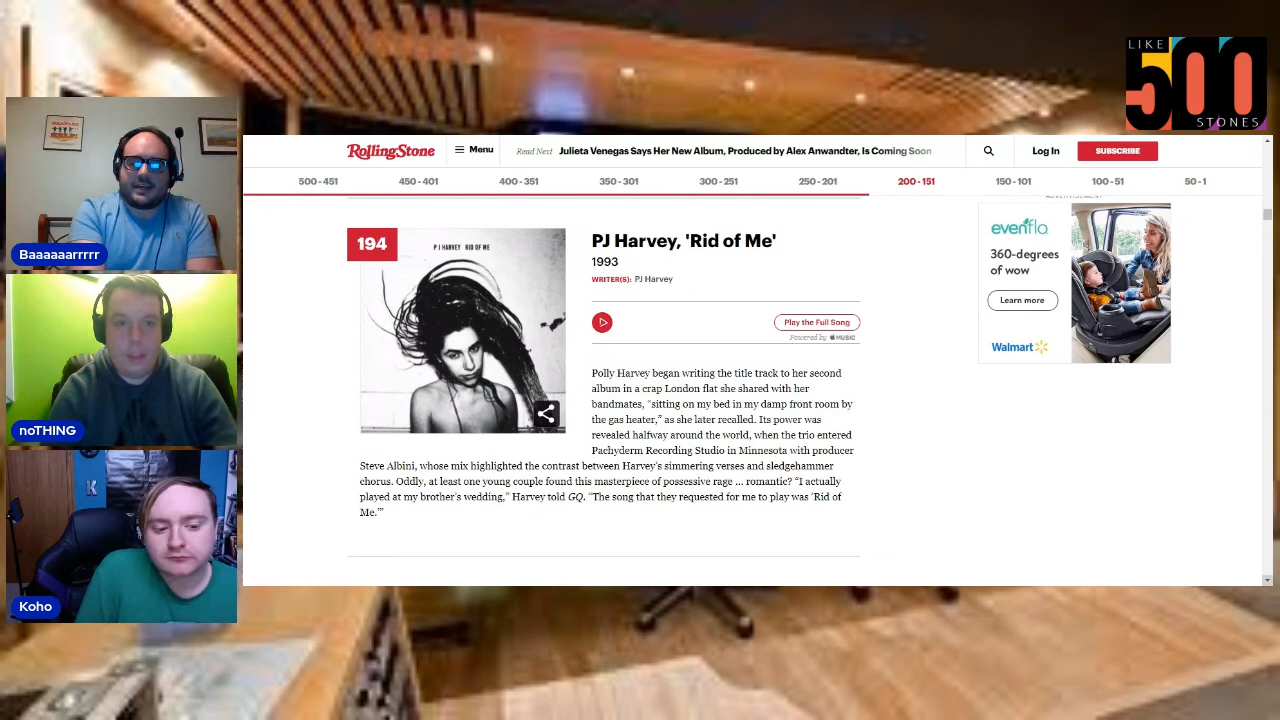 LIKE
500
STONES
RollingStone
Menu
Read Next Julieta Venegas Says Her New Album, Produced by Alex Anwandter, Is Coming Soon
Log In
SUBSCRIBE
500 - 451
450 - 401
400 - 351
350 - 301
300 - 251
250 - 201
200 - 151
150 - 101
100 - 51
50 - 1
ADVERTISEMENT
194
PJ HARVEY RID OF ME
PJ Harvey, 'Rid of Me'
1993
WRITER(S): PJ Harvey
Play the Full Song
Powered by MUSIC
Polly Harvey began writing the title track to her second
album in a crap London flat she shared with her
bandmates, “sitting on my bed in my damp front room by
the gas heater,” as she later recalled. Its power was
revealed halfway around the world, when the trio entered
Pachyderm Recording Studio in Minnesota with producer
Steve Albini, whose mix highlighted the contrast between Harvey’s simmering verses and sledgehammer
chorus. Oddly, at least one young couple found this masterpiece of possessive rage … romantic? “I actually
played at my brother’s wedding,” Harvey told GQ. “The song that they requested for me to play was ‘Rid of
Me.’”
evenflo
360-degrees
of wow
Learn more
Walmart
Baaaaaarrrrr
noTHING
K
Koho